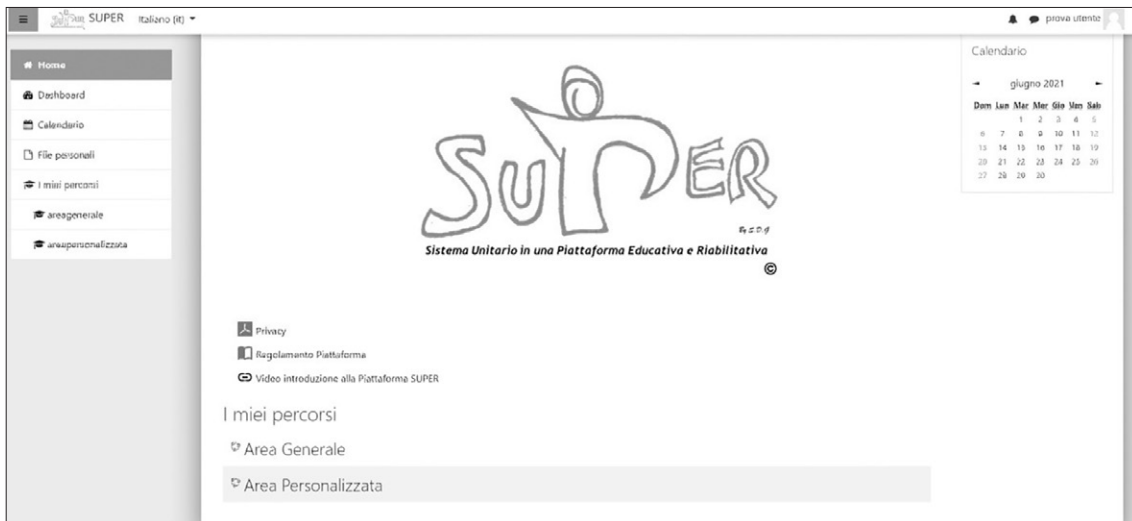 SUPER Italiano (it)
prova utente
Home
Dashboard
Calendario
File personali
I miei percorsi
areagenerale
areapersonalizzata
SUPER
Sistema Unitario in una Piattaforma Educativa e Riabilitativa
©
Privacy
Regolamento Piattaforma
Video introduzione alla Piattaforma SUPER
I miei percorsi
Area Generale
Area Personalizzata
Calendario
giugno 2021
Dom Lun Mar Mer Gio Ven Sab
1 2 3 4 5
6 7 8 9 10 11 12
13 14 15 16 17 18 19
20 21 22 23 24 25 26
27 28 29 30